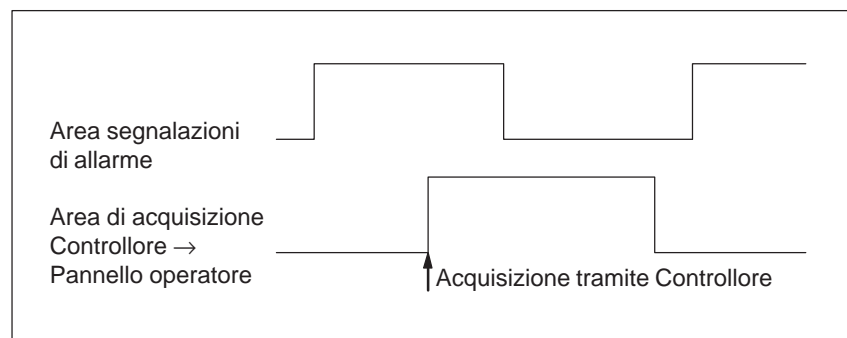 Area segnalazioni
di allarme
Area di acquisizione
Controllore →
Pannello operatore
Acquisizione tramite Controllore